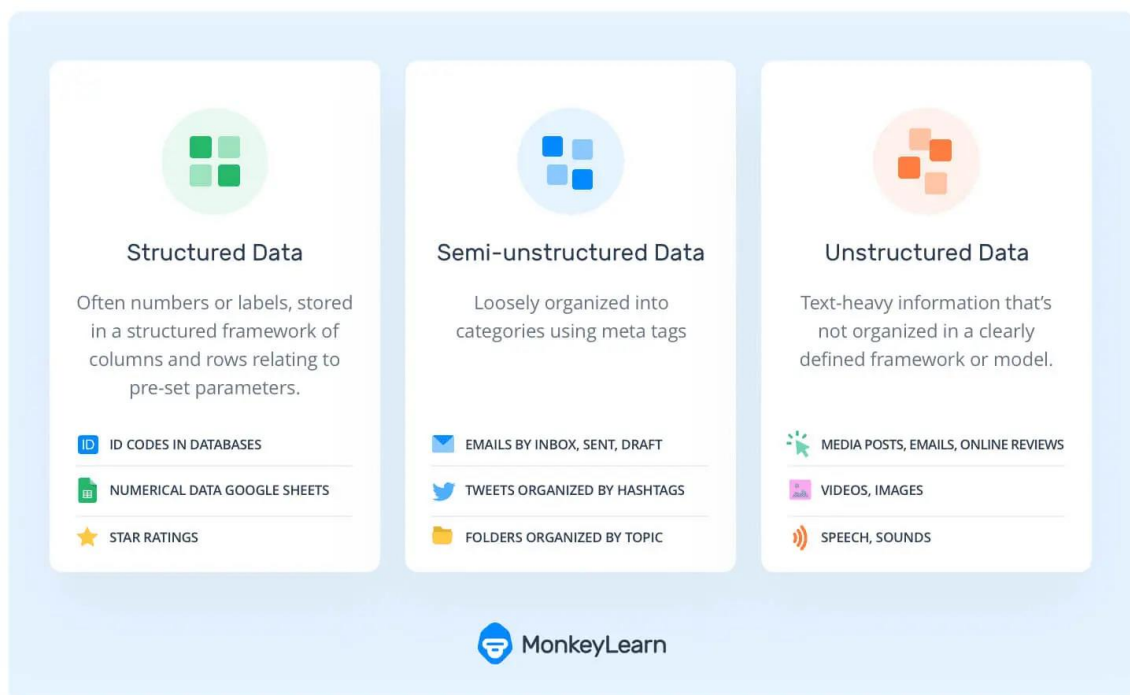 Structured Data
Often numbers or labels, stored
in a structured framework of
columns and rows relating to
pre-set parameters.
ID
ID CODES IN DATABASES
NUMERICAL DATA GOOGLE SHEETS
STAR RATINGS
Semi-unstructured Data
Loosely organized into
categories using meta tags
EMAILS BY INBOX, SENT, DRAFT
TWEETS ORGANIZED BY HASHTAGS
FOLDERS ORGANIZED BY TOPIC
Unstructured Data
Text-heavy information that’s
not organized in a clearly
defined framework or model.
MEDIA POSTS, EMAILS, ONLINE REVIEWS
VIDEOS, IMAGES
SPEECH, SOUNDS
MonkeyLearn